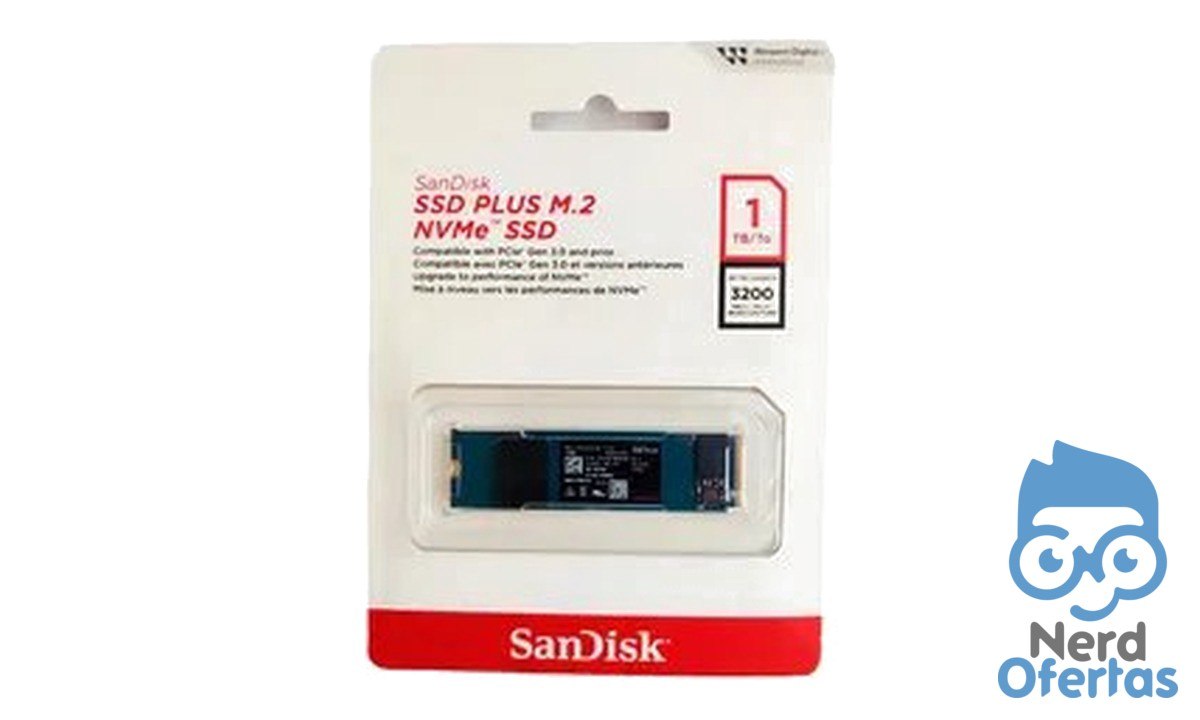 Western Digital
SanDisk
SSD PLUS M.2
NVMe™ SSD
Compatible with PCIe® Gen 3.0 and prior
Compatible avec PCIe® Gen 3.0 et versions antérieures
Upgrade to performance of NVMe™
Mise à niveau vers les performances de NVMe™
1
TB/To
3200
SanDisk
Nerd
Ofertas